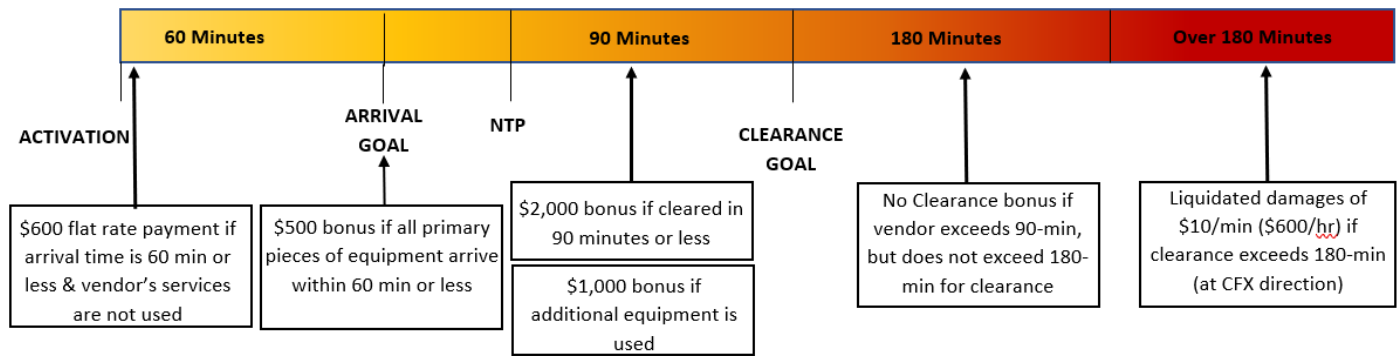 60 Minutes
90 Minutes
180 Minutes
Over 180 Minutes
ACTIVATION
ARRIVAL
GOAL
NTP
CLEARANCE
GOAL
$600 flat rate payment if
arrival time is 60 min or
less & vendor’s services
are not used
$500 bonus if all primary
pieces of equipment arrive
within 60 min or less
$2,000 bonus if cleared in
90 minutes or less
$1,000 bonus if
additional equipment is
used
No Clearance bonus if
vendor exceeds 90-min,
but does not exceed 180-
min for clearance
Liquidated damages of
$10/min ($600/hr) if
clearance exceeds 180-min
(at CFX direction)